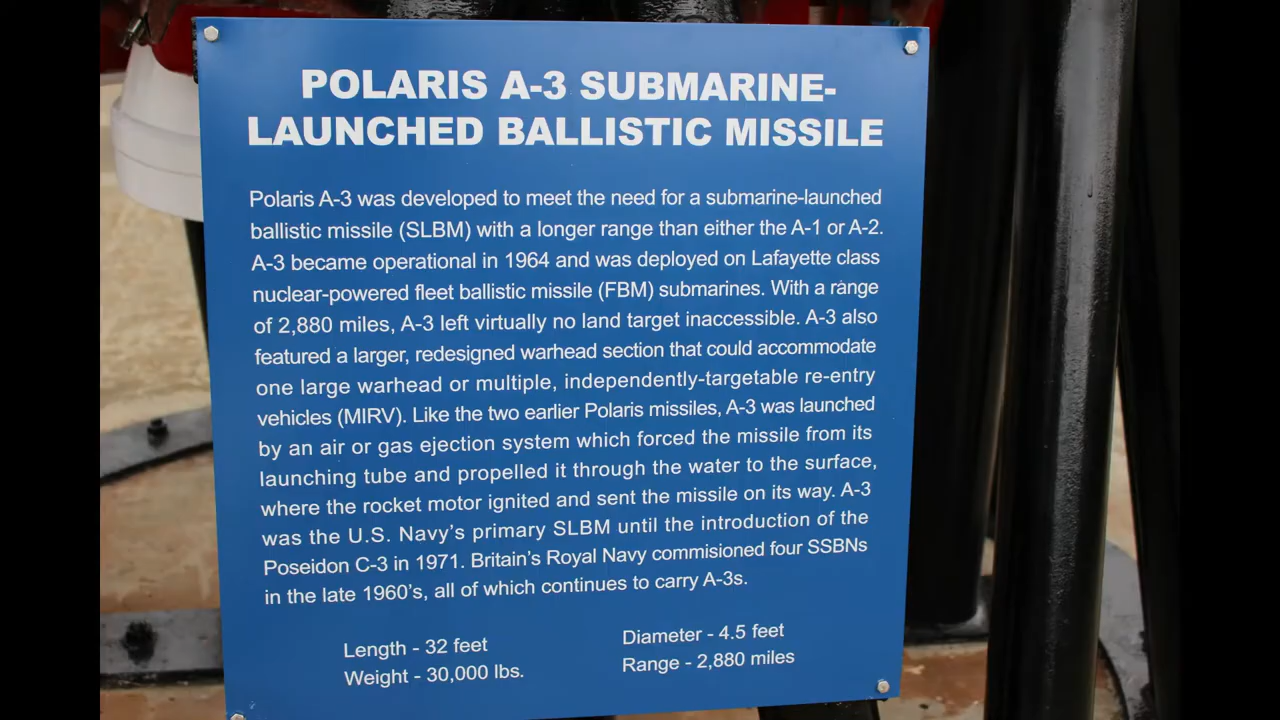 POLARIS A-3 SUBMARINE-
LAUNCHED BALLISTIC MISSILE
Polaris A-3 was developed to meet the need for a submarine-launched
ballistic missile (SLBM) with a longer range than either the A-1 or A-2.
A-3 became operational in 1964 and was deployed on Lafayette class
nuclear-powered fleet ballistic missile (FBM) submarines. With a range
of 2,880 miles, A-3 left virtually no land target inaccessible. A-3 also
featured a larger, redesigned warhead section that could accommodate
one large warhead or multiple, independently-targetable re-entry
vehicles (MIRV). Like the two earlier Polaris missiles, A-3 was launched
by an air or gas ejection system which forced the missile from its
launching tube and propelled it through the water to the surface,
where the rocket motor ignited and sent the missile on its way. A-3
was the U.S. Navy's primary SLBM until the introduction of the
Poseidon C-3 in 1971. Britain's Royal Navy commisioned four SSBNs
in the late 1960's, all of which continues to carry A-3s.
Length - 32 feet
Weight - 30,000 lbs.
Diameter - 4.5 feet
Range - 2,880 miles